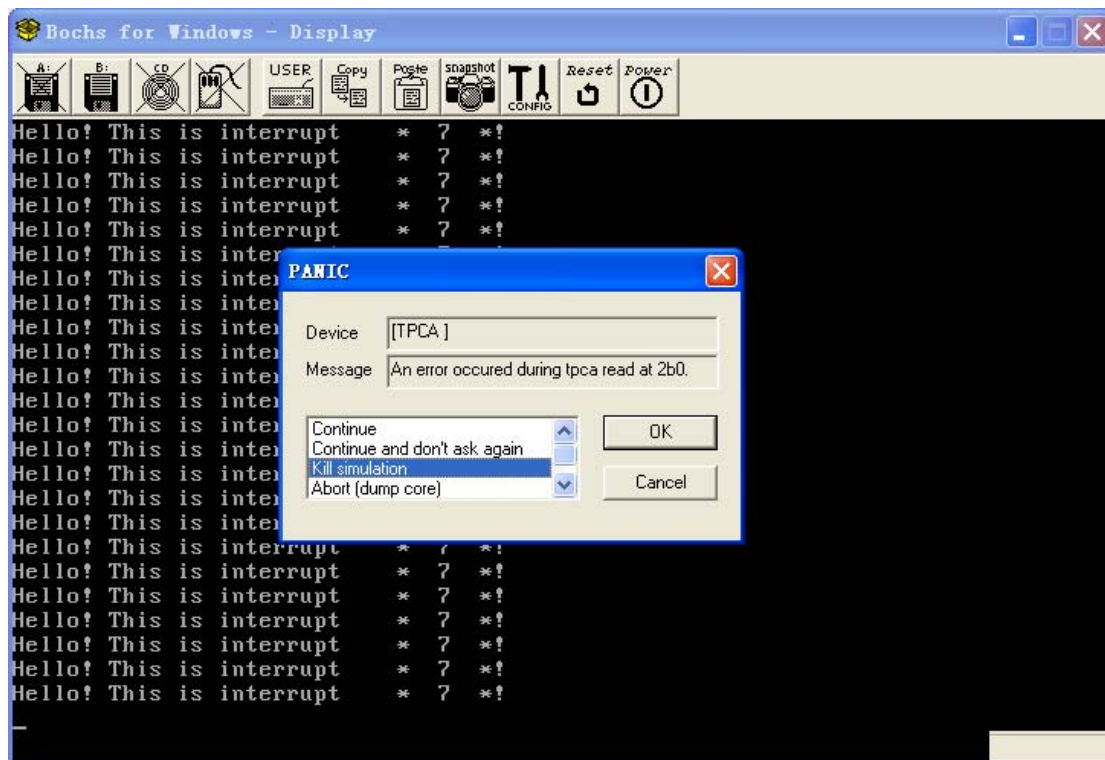 Bochs for Windows - Display
A: B: CD USER Copy Paste snapshot CONFIG Reset Power
Hello! This is interrupt * 7 *!
Hello! This is interrupt * 7 *!
Hello! This is interrupt * 7 *!
Hello! This is interrupt * 7 *!
Hello! This is interrupt * 7 *!
Hello! This is inter
Hello! This is inter
Hello! This is inter
Hello! This is inter
Hello! This is inter
Hello! This is inter
Hello! This is inter
Hello! This is inter
Hello! This is inter
Hello! This is inter
Hello! This is inter
Hello! This is inter
Hello! This is interrupt * 7 *!
Hello! This is interrupt * 7 *!
Hello! This is interrupt * 7 *!
Hello! This is interrupt * 7 *!
Hello! This is interrupt * 7 *!
Hello! This is interrupt * 7 *!
Hello! This is interrupt * 7 *!
PANIC
Device [TPCA ]
Message An error occured during tpca read at 2b0.
Continue
Continue and don't ask again
Kill simulation
Abort (dump core)
OK
Cancel